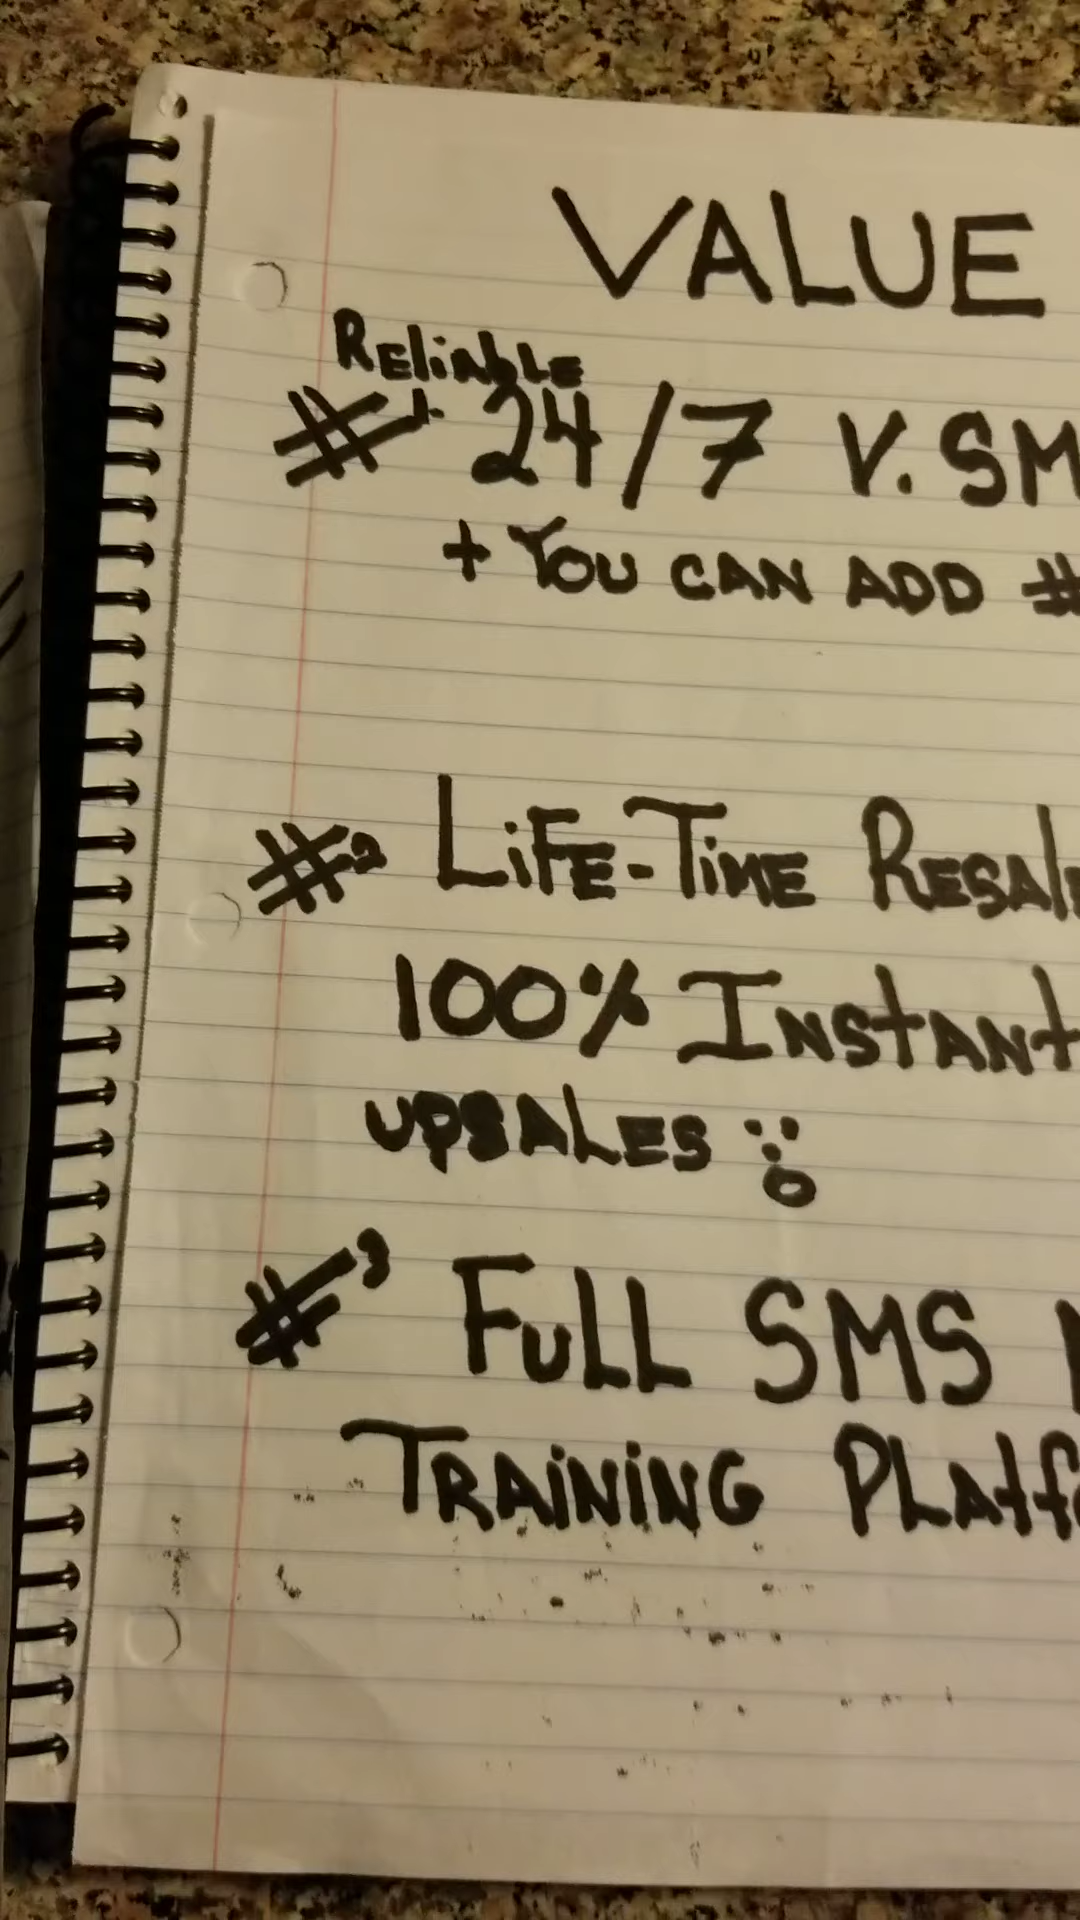 VALUE
Reliable
#1 24/7 V. SM
+ You CAN ADD #
#2 LiFE-TiME RESALE
100% INSTANT
UPSALES
#3 FuLL SMS
TRAiNiNG PLAtf